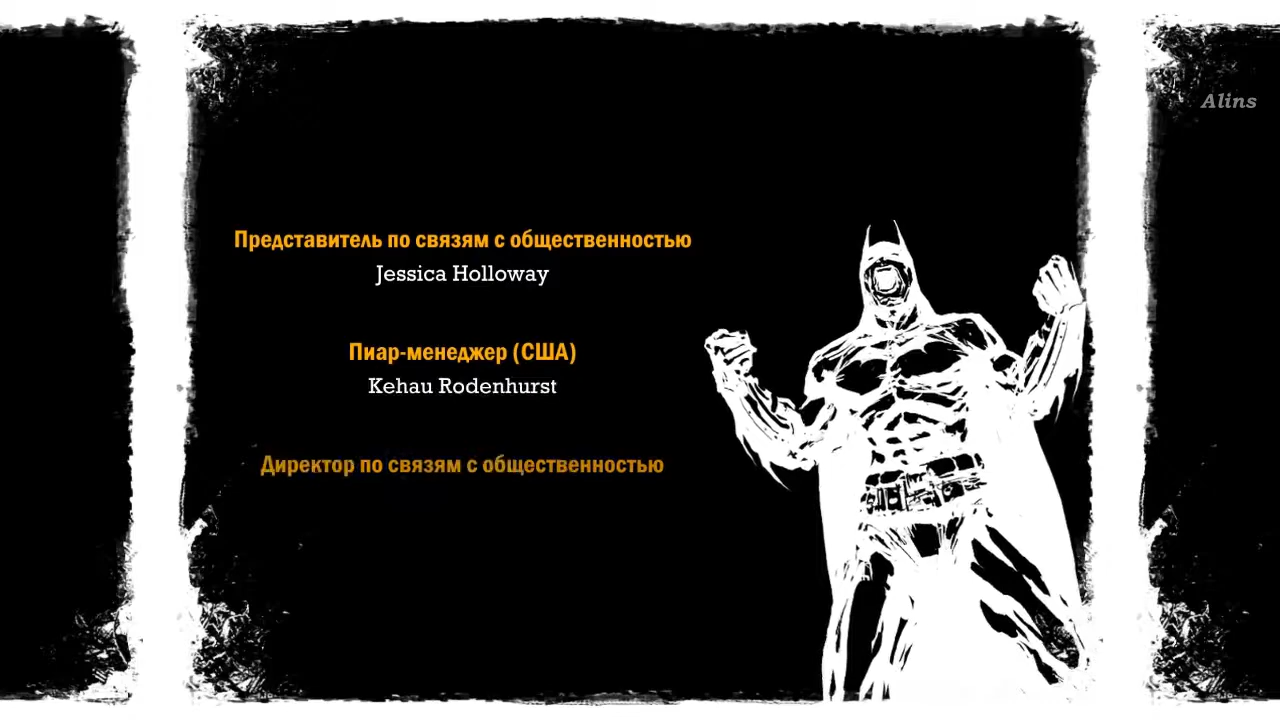 Alins
Представитель по связям с общественностью
Jessica Holloway
Пиар-менеджер (США)
Kehau Rodenhurst
Директор по связям с общественностью